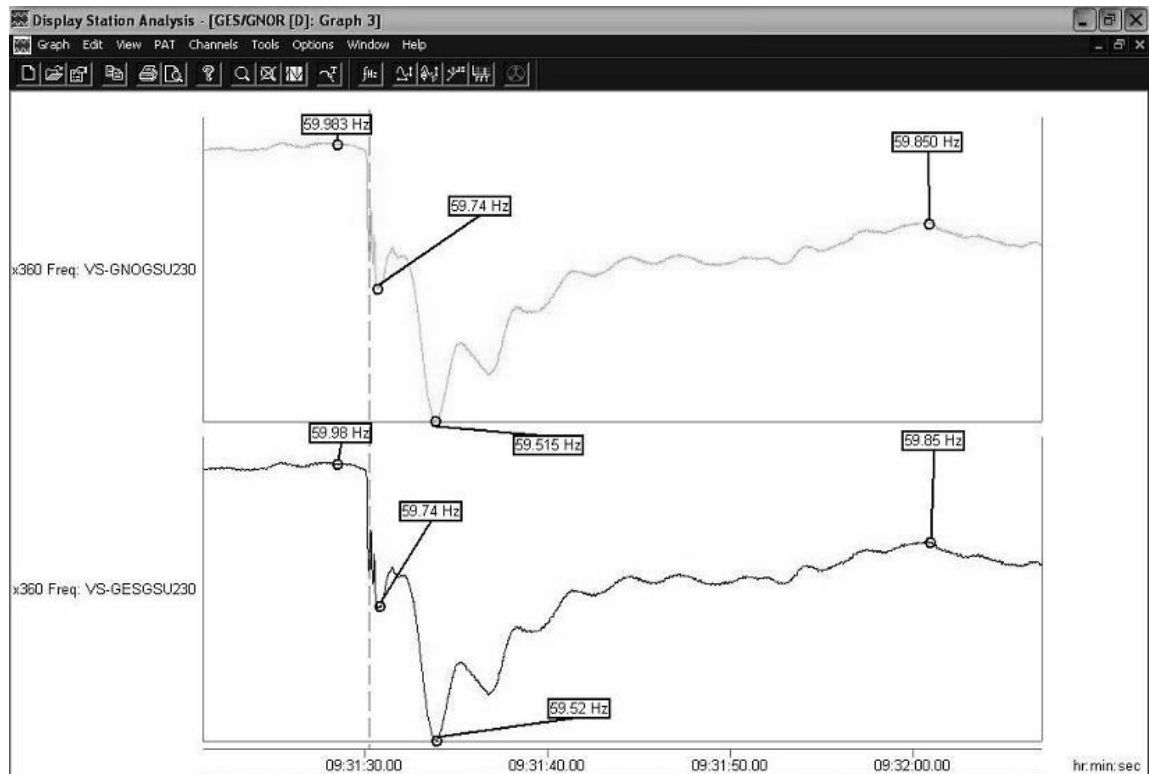 Display Station Analysis - [GES/GNOR [D]: Graph 3]
Graph Edit View PAT Channels Tools Options Window Help
59.983 Hz
59.850 Hz
59.74 Hz
x360 Freq: VS-GNOGSU230
59.515 Hz
59.98 Hz
59.85 Hz
59.74 Hz
x360 Freq: VS-GESGSU230
59.52 Hz
09:31:30.00 09:31:40.00 09:31:50.00 09:32:00.00 hr:min:sec